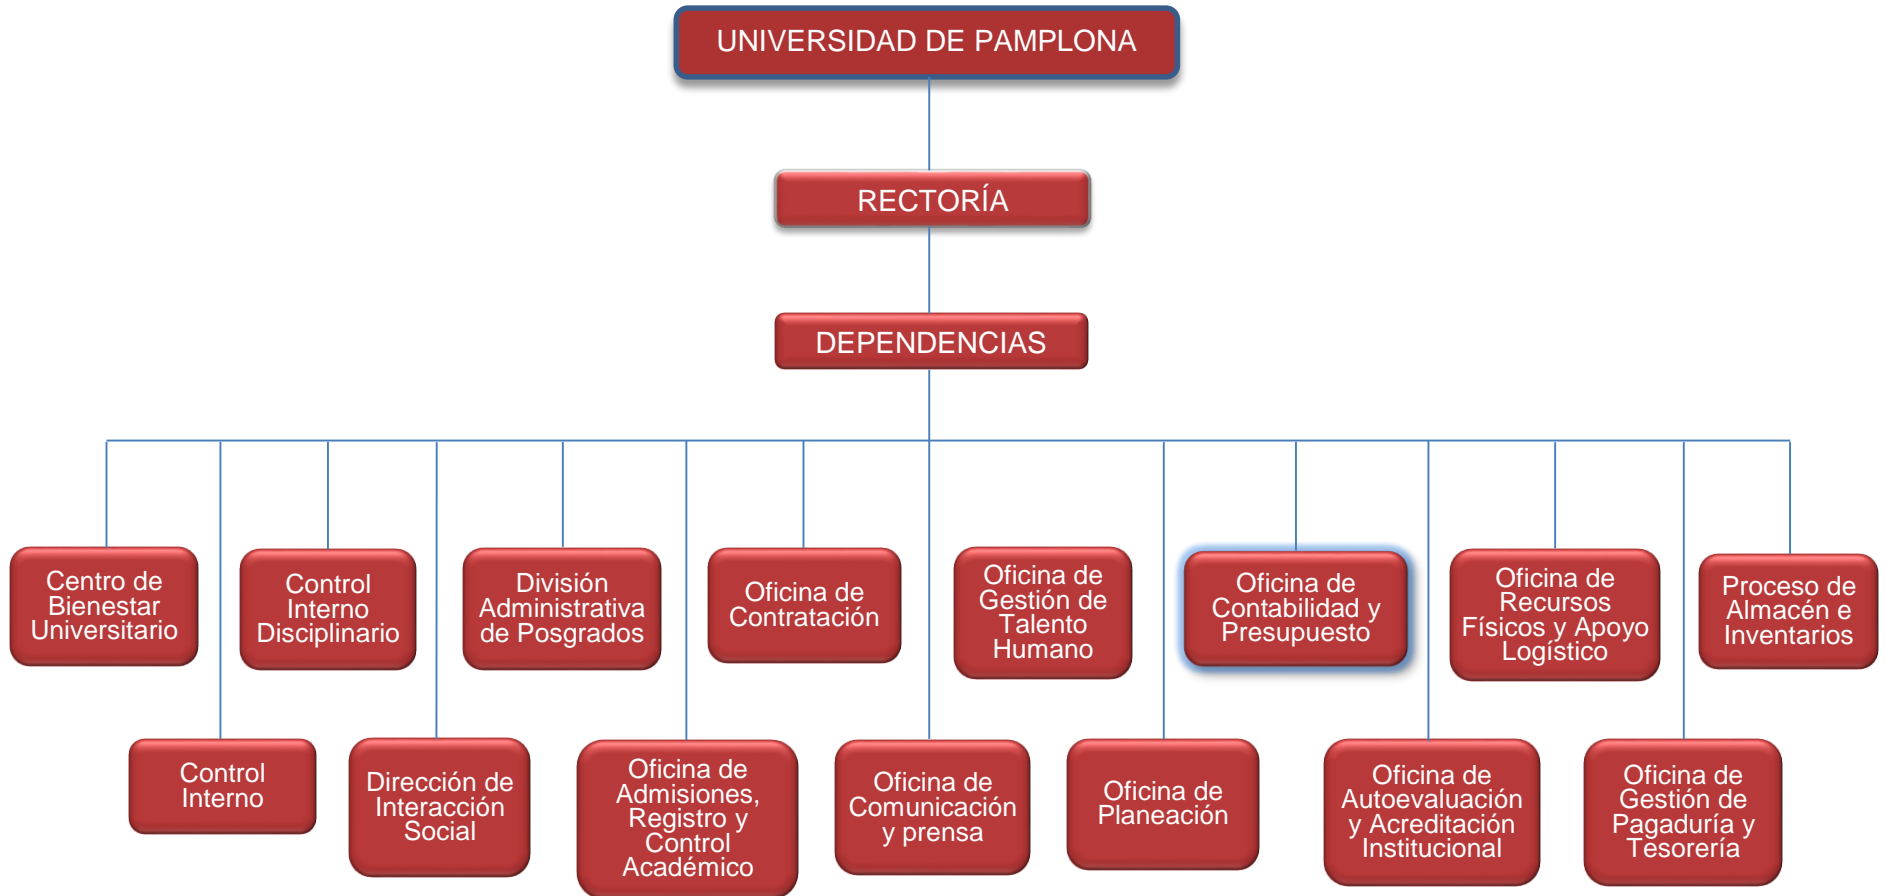 UNIVERSIDAD DE PAMPLONA
RECTORÍA
DEPENDENCIAS
Centro de
Bienestar
Universitario
Control
Interno
Disciplinario
División
Administrativa
de Posgrados
Oficina de
Contratación
Oficina de
Gestión de
Talento
Humano
Oficina de
Contabilidad y
Presupuesto
Oficina de
Recursos
Físicos y Apoyo
Logístico
Proceso de
Almacén e
Inventarios
Control
Interno
Dirección de
Interacción
Social
Oficina de
Admisiones,
Registro y
Control
Académico
Oficina de
Comunicación
y prensa
Oficina de
Planeación
Oficina de
Autoevaluación
y Acreditación
Institucional
Oficina de
Gestión de
Pagaduría y
Tesorería